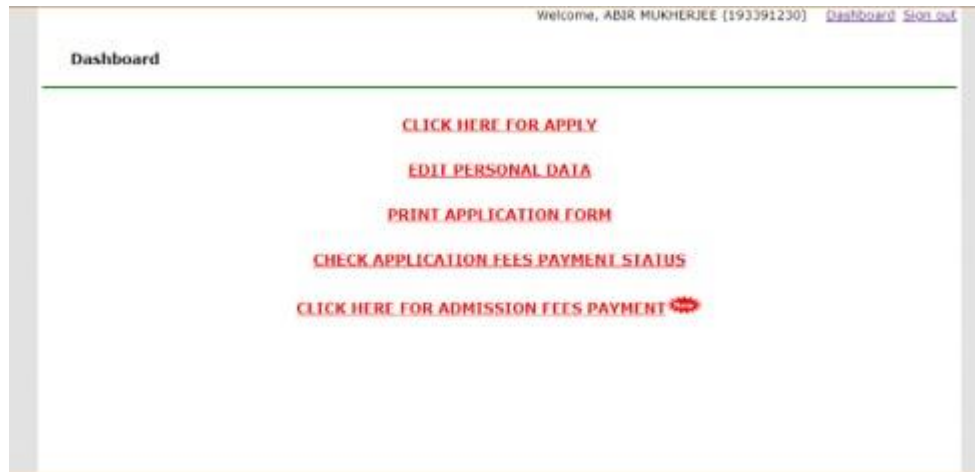 Welcome, ABIR MUKHERJEE (193391230) Dashboard Sign out
Dashboard
CLICK HERE FOR APPLY
EDIT PERSONAL DATA
PRINT APPLICATION FORM
CHECK APPLICATION FEES PAYMENT STATUS
CLICK HERE FOR ADMISSION FEES PAYMENT New